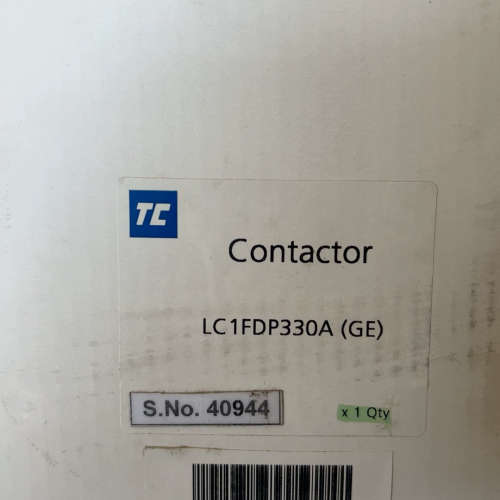 TC
Contactor
LC1FDP330A (GE)
S.No. 40944
x 1 Qty